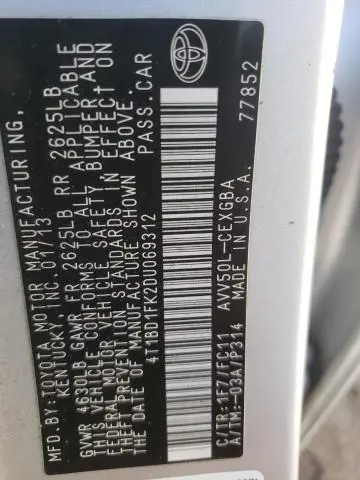 MFD.BY:TOYOTA MOTOR MANUFACTURING,
KENTUCKY, INC. 01/13
GVWR 4630LB GAWR FR 2625LB RR 2625LB
THIS VEHICLE CONFORMS TO ALL APPLICABLE
FEDERAL MOTOR VEHICLE SAFETY, BUMPER, AND
THEFT PREVENTION STANDARDS IN EFFECT
ON THE DATE OF MANUFACTURE SHOWN ABOVE.
4T1BD1FK2DU069312 PASS.CAR
C/TR:1F7/FC11 AVV50L-CEXGBA
A/TM:-03A/P314 MADE IN U.S.A.
77852